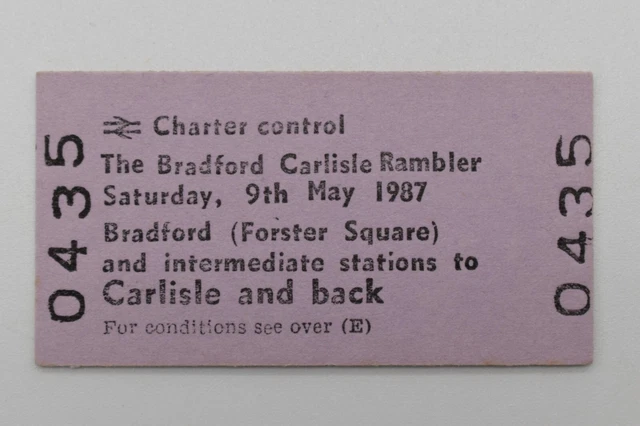 Charter control
The Bradford Carlisle Rambler
Saturday, 9th May 1987
Bradford (Forster Square)
and intermediate stations to
Carlisle and back
For conditions see over (E)
0435
0435